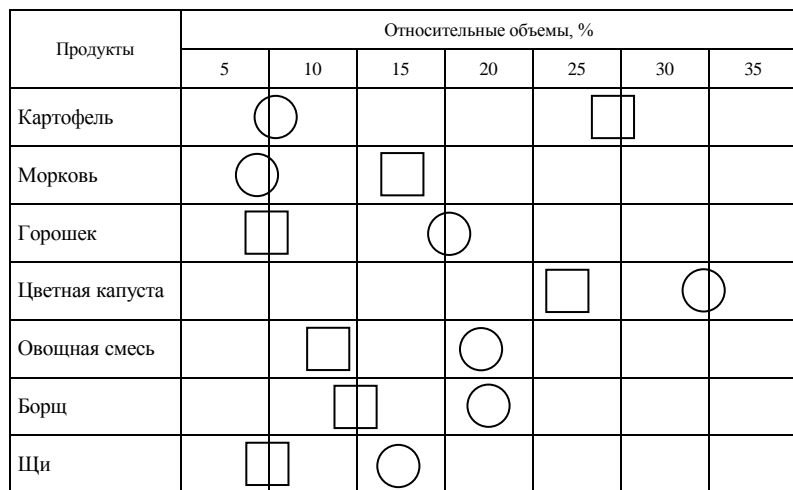 Продукты
Относительные объемы, %
5 10 15 20 25 30 35
Картофель
Морковь
Горошек
Цветная капуста
Овощная смесь
Борщ
Щи